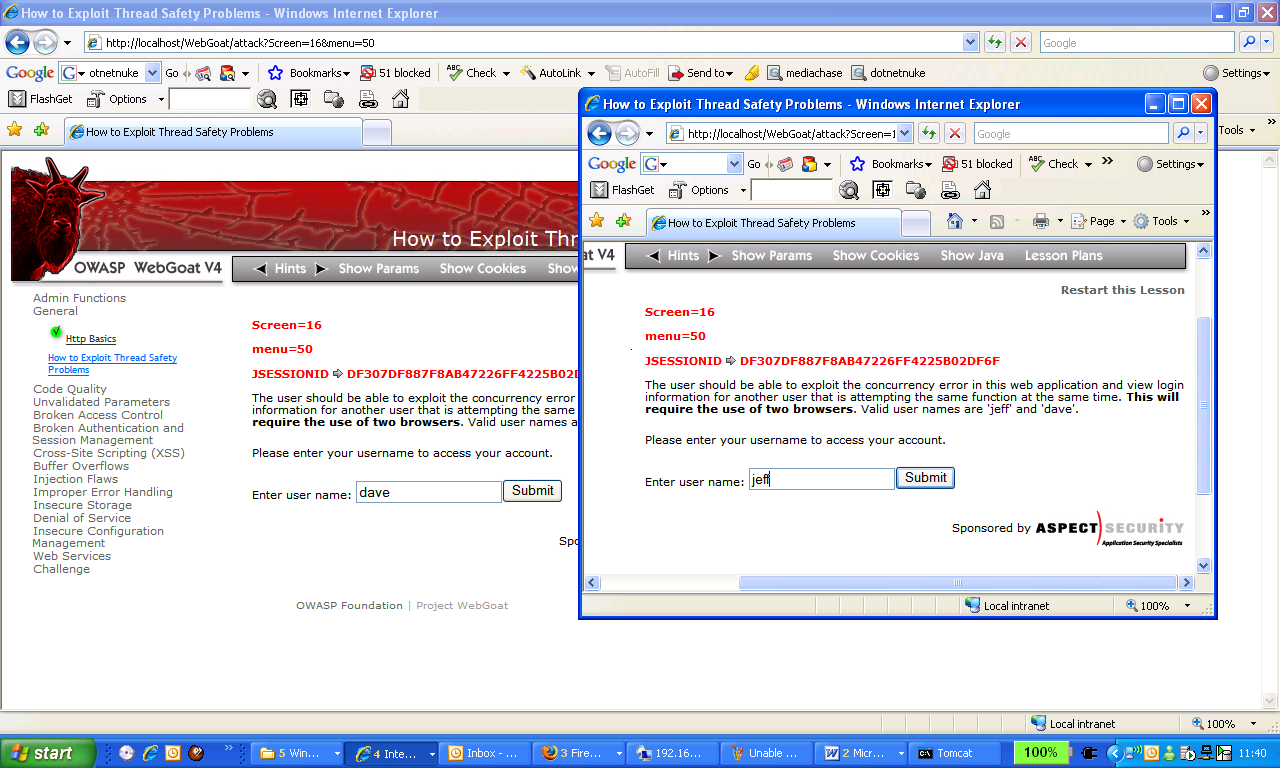 How to Exploit Thread Safety Problems - Windows Internet Explorer
http://localhost/WebGoat/attack?Screen=16&menu=50
Google
Google
otnetnuke
Go
Bookmarks
51 blocked
ABC
Check
AutoLink
AutoFill
Send to
mediachase
dotnetnuke
Settings
FlashGet
Options
How to Exploit Thread Safety Problems
Tools
How to Exploit Thr
OWASP WebGoat V4
Hints
Show Params
Show Cookies
Show
Admin Functions
General
Http Basics
How to Exploit Thread Safety
Problems
Code Quality
Unvalidated Parameters
Broken Access Control
Broken Authentication and
Session Management
Cross-Site Scripting (XSS)
Buffer Overflows
Injection Flaws
Improper Error Handling
Insecure Storage
Denial of Service
Insecure Configuration
Management
Web Services
Challenge
Screen=16
menu=50
JSESSIONID ⇨ DF307DF887F8AB47226FF4225B02D
The user should be able to exploit the concurrency error
information for another user that is attempting the same
require the use of two browsers. Valid user names a
Please enter your username to access your account.
Enter user name: dave Submit
Spo
OWASP Foundation | Project WebGoat
How to Exploit Thread Safety Problems - Windows Internet Explorer
http://localhost/WebGoat/attack?Screen=1
Google
Google
G
Go
Bookmarks
51 blocked
ABC
Check
Settings
FlashGet
Options
How to Exploit Thread Safety Problems
Page
Tools
at V4
Hints
Show Params
Show Cookies
Show Java
Lesson Plans
Restart this Lesson
Screen=16
menu=50
JSESSIONID ⇨ DF307DF887F8AB47226FF4225B02DF6F
The user should be able to exploit the concurrency error in this web application and view login
information for another user that is attempting the same function at the same time. This will
require the use of two browsers. Valid user names are 'jeff' and 'dave'.
Please enter your username to access your account.
Enter user name: jeff Submit
Sponsored by ASPECT SECURITY
Application Security Specialists
Local intranet
100%
Local intranet
100%
start
5 Win...
4 Inte...
Inbox - ...
3 Fire...
192.16...
Unable ...
2 Micr...
Tomcat
100%
11:40